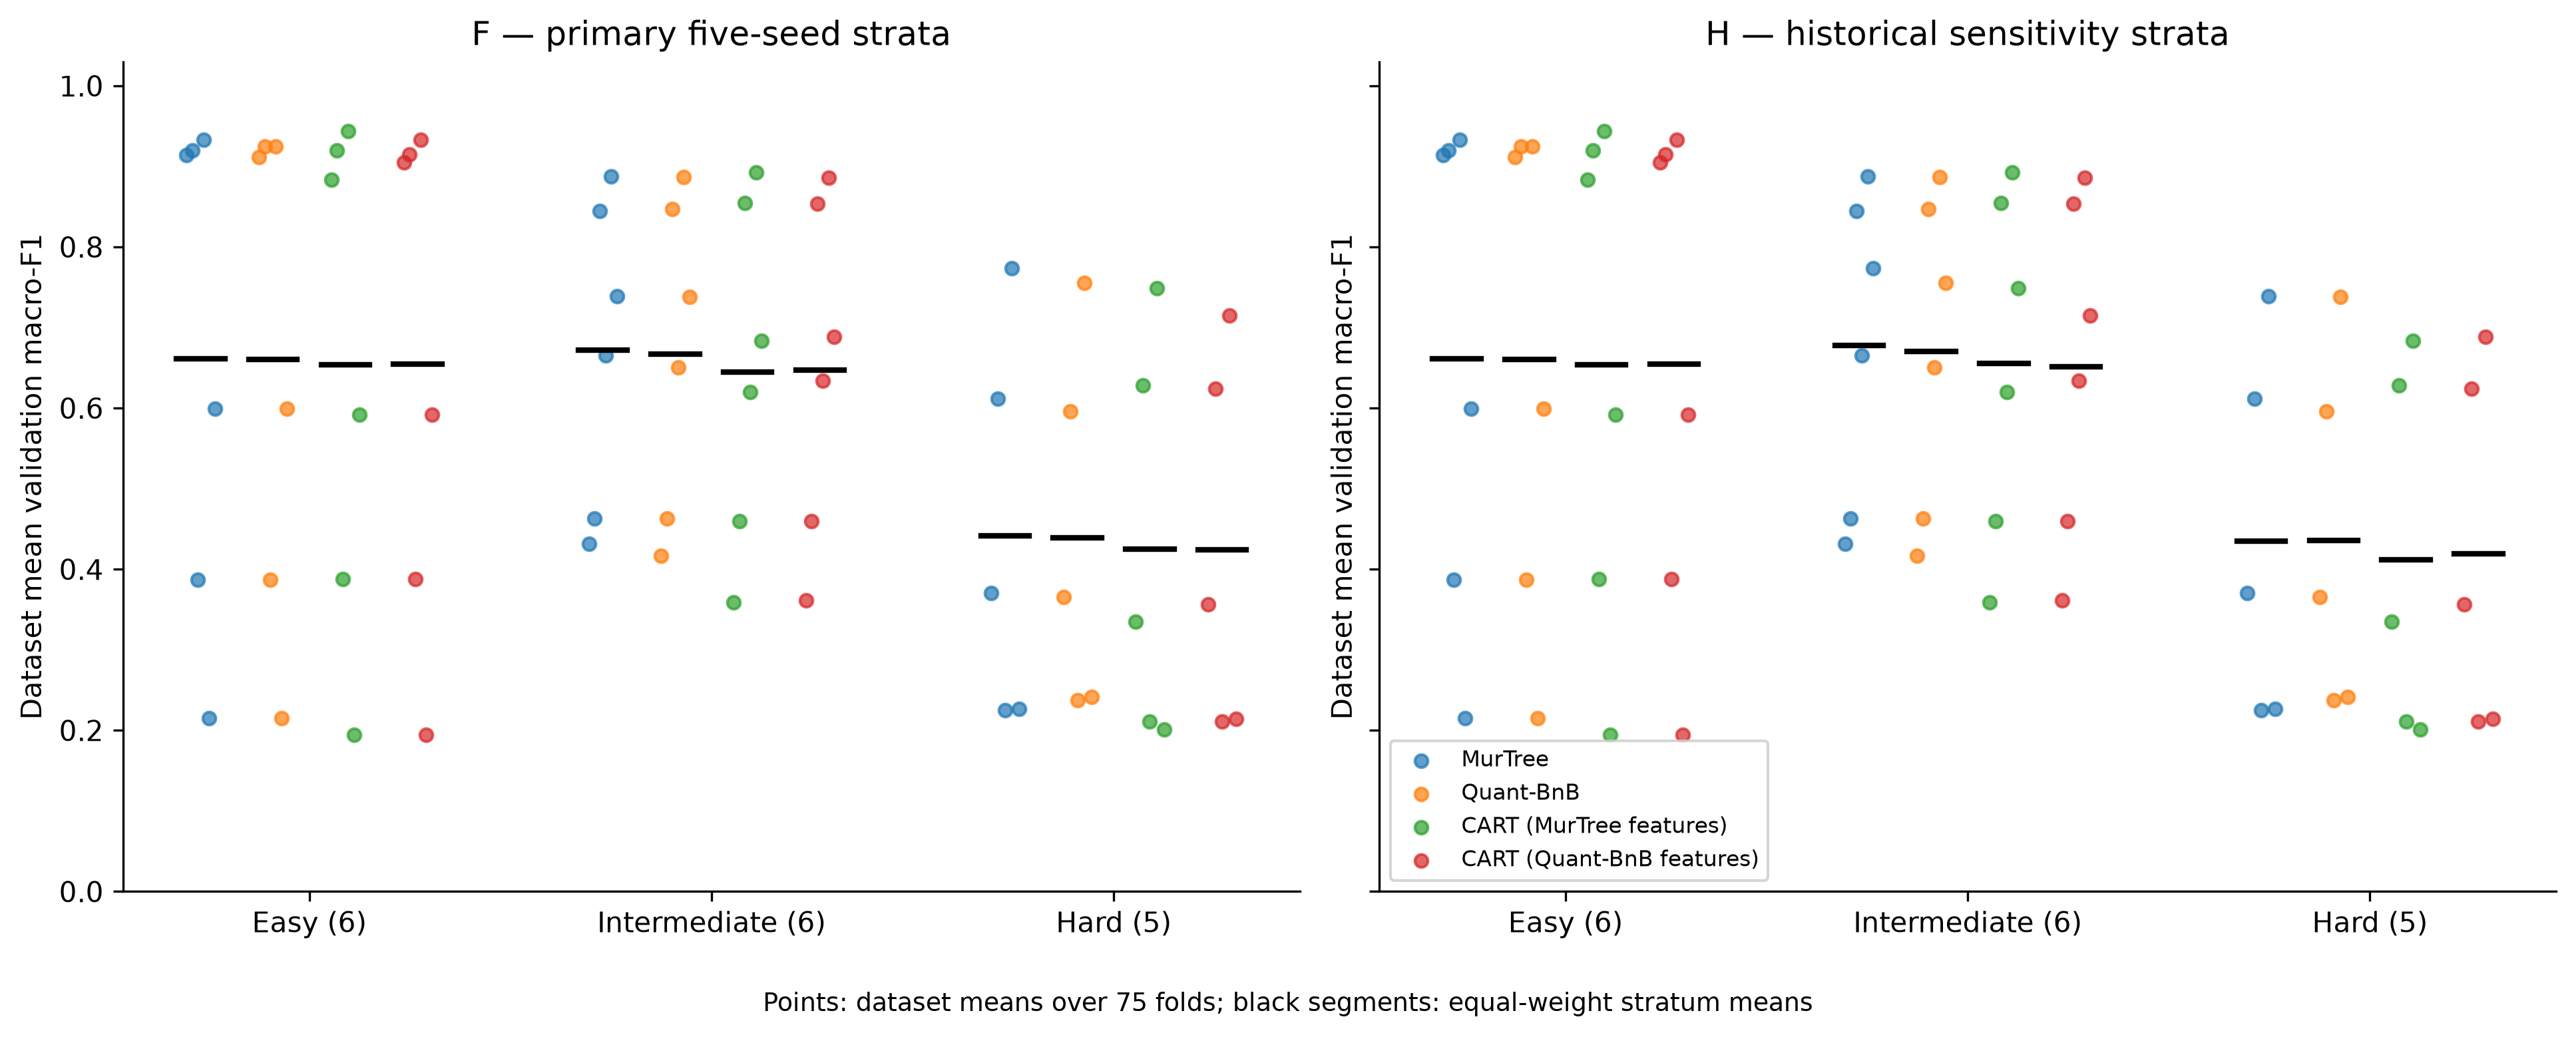 F — primary five-seed strata
H — historical sensitivity strata
Dataset mean validation macro-F1
1.0
0.8
0.6
0.4
0.2
0.0
Easy (6)
Intermediate (6)
Hard (5)
Dataset mean validation macro-F1
MurTree
Quant-BnB
CART (MurTree features)
CART (Quant-BnB features)
Easy (6)
Intermediate (6)
Hard (5)
Points: dataset means over 75 folds; black segments: equal-weight stratum means